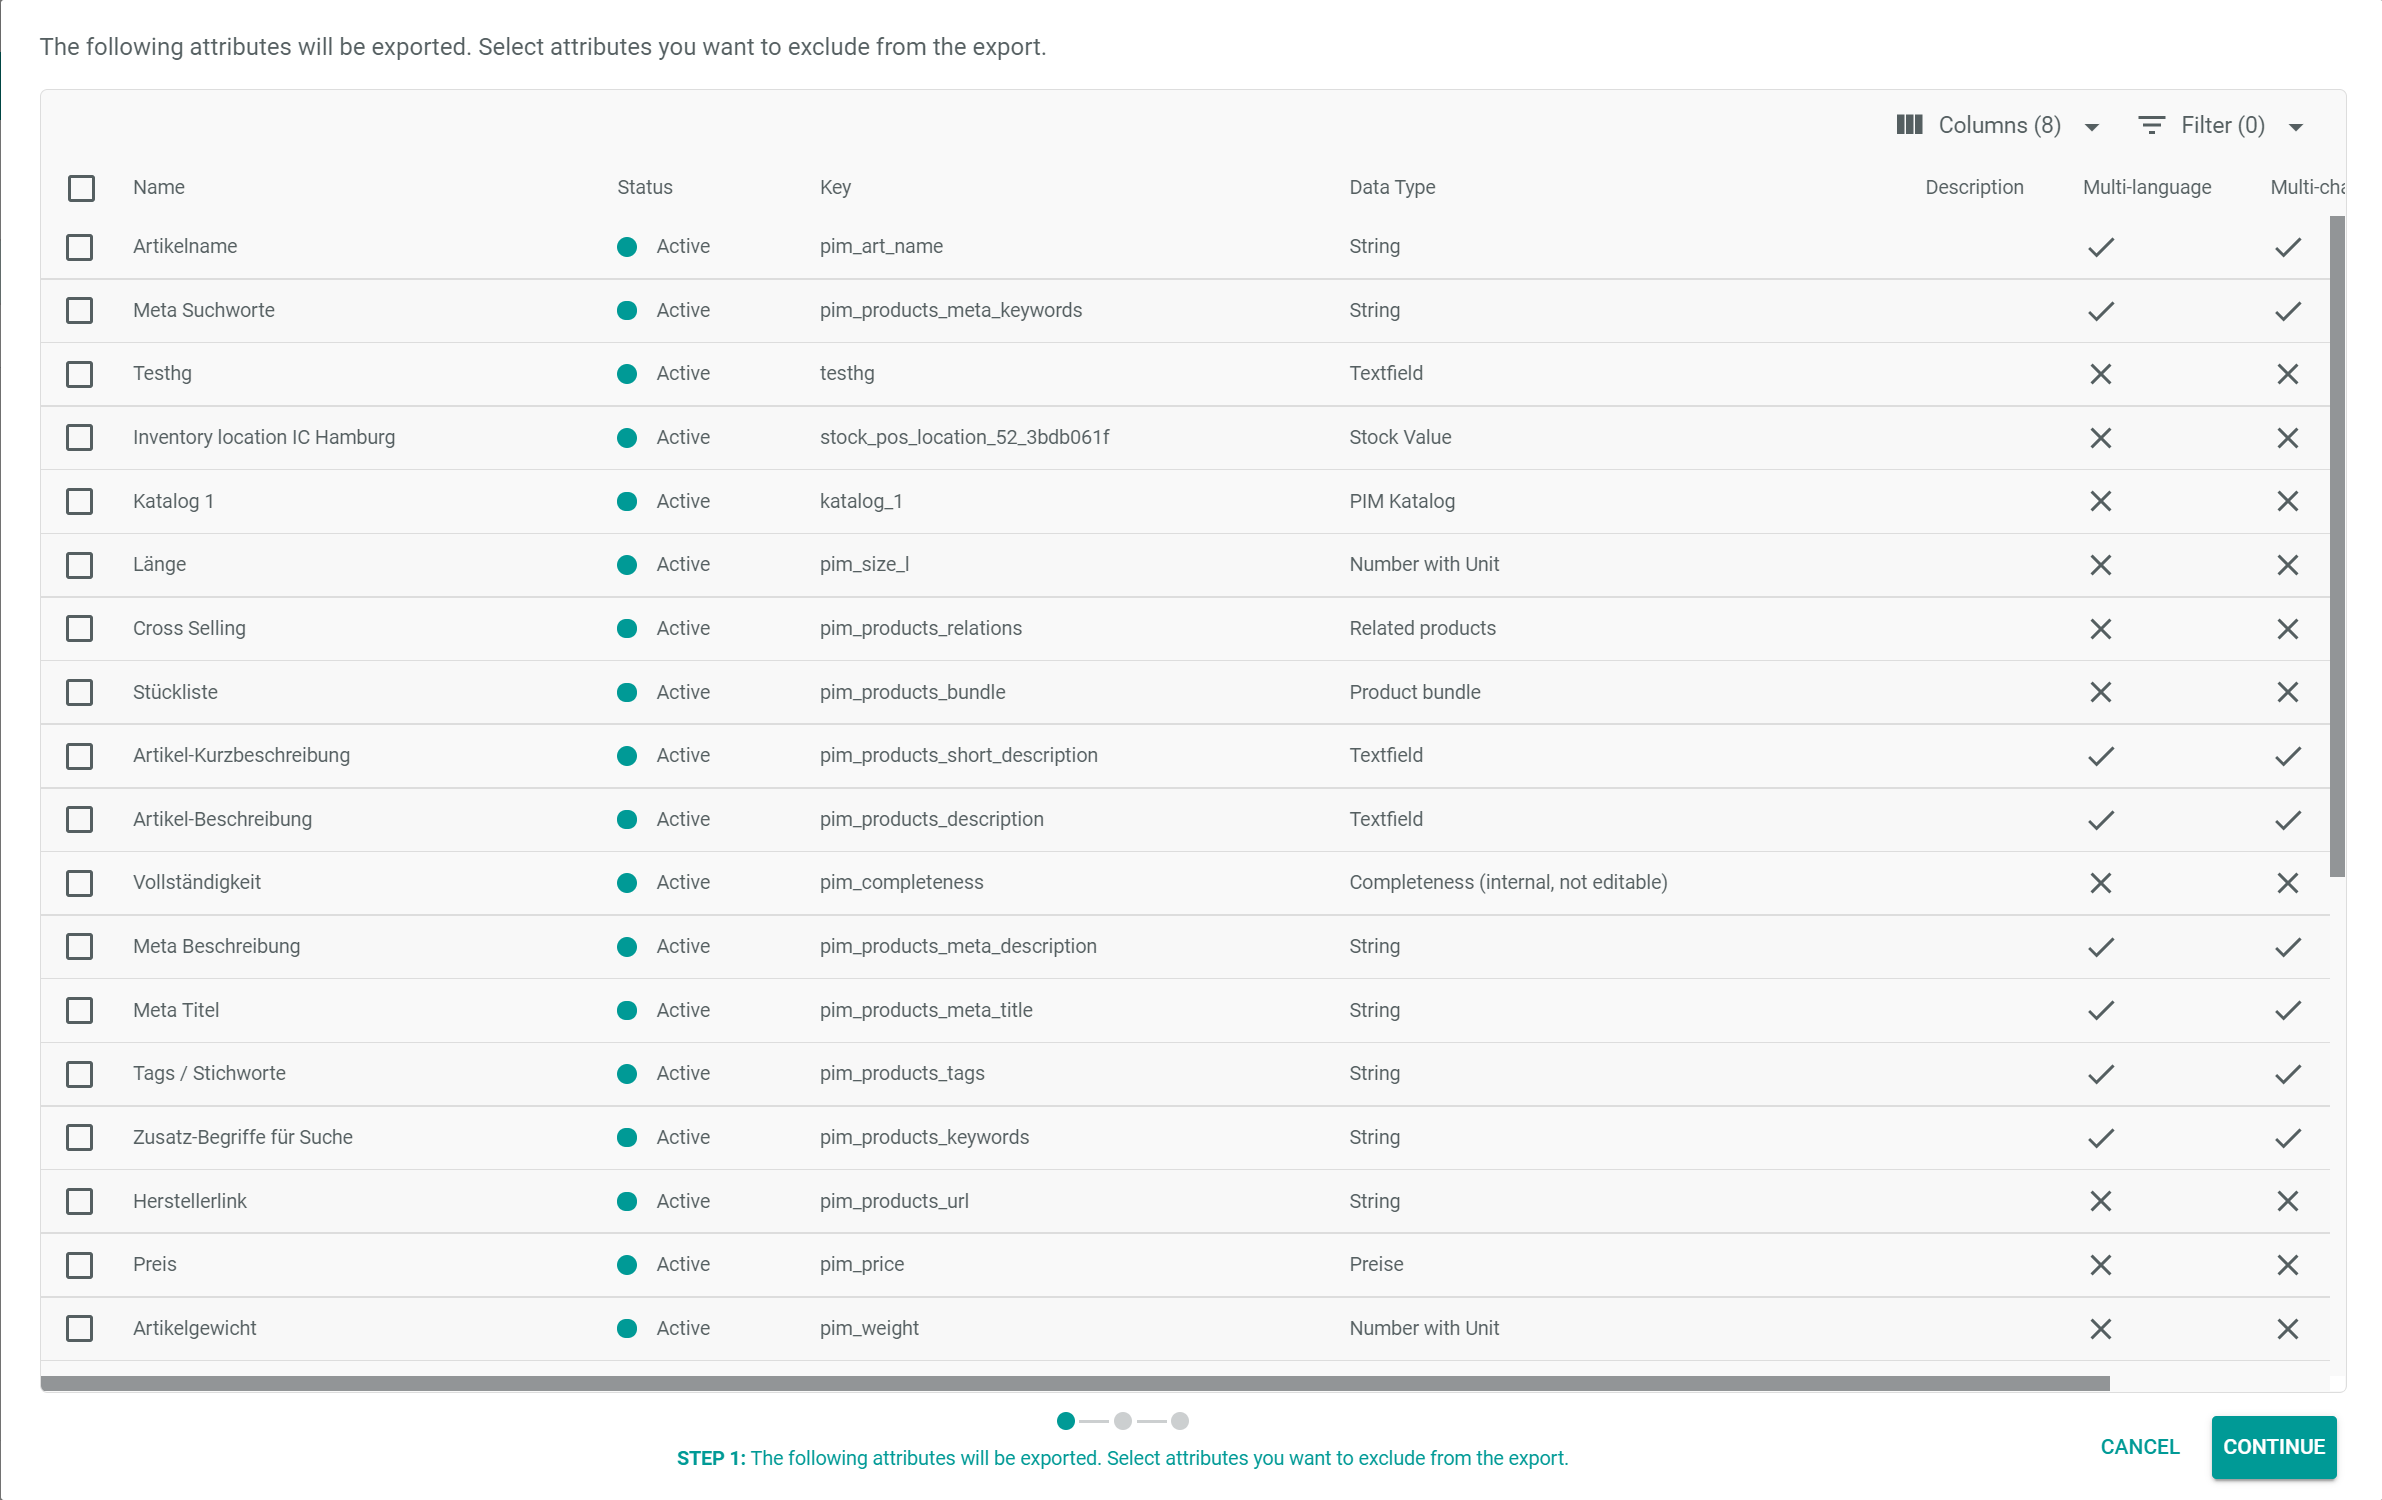 The following attributes will be exported. Select attributes you want to exclude from the export.
Columns (8) Filter (0)
Name Status Key Data Type Description Multi-language Multi-cha
Artikelname Active pim_art_name String
Meta Suchworte Active pim_products_meta_keywords String
Testhg Active testhg Textfield
Inventory location IC Hamburg Active stock_pos_location_52_3bdb061f Stock Value
Katalog 1 Active katalog_1 PIM Katalog
Länge Active pim_size_l Number with Unit
Cross Selling Active pim_products_relations Related products
Stückliste Active pim_products_bundle Product bundle
Artikel-Kurzbeschreibung Active pim_products_short_description Textfield
Artikel-Beschreibung Active pim_products_description Textfield
Vollständigkeit Active pim_completeness Completeness (internal, not editable)
Meta Beschreibung Active pim_products_meta_description String
Meta Titel Active pim_products_meta_title String
Tags / Stichworte Active pim_products_tags String
Zusatz-Begriffe für Suche Active pim_products_keywords String
Herstellerlink Active pim_products_url String
Preis Active pim_price Preise
Artikelgewicht Active pim_weight Number with Unit
STEP 1: The following attributes will be exported. Select attributes you want to exclude from the export.
CANCEL CONTINUE